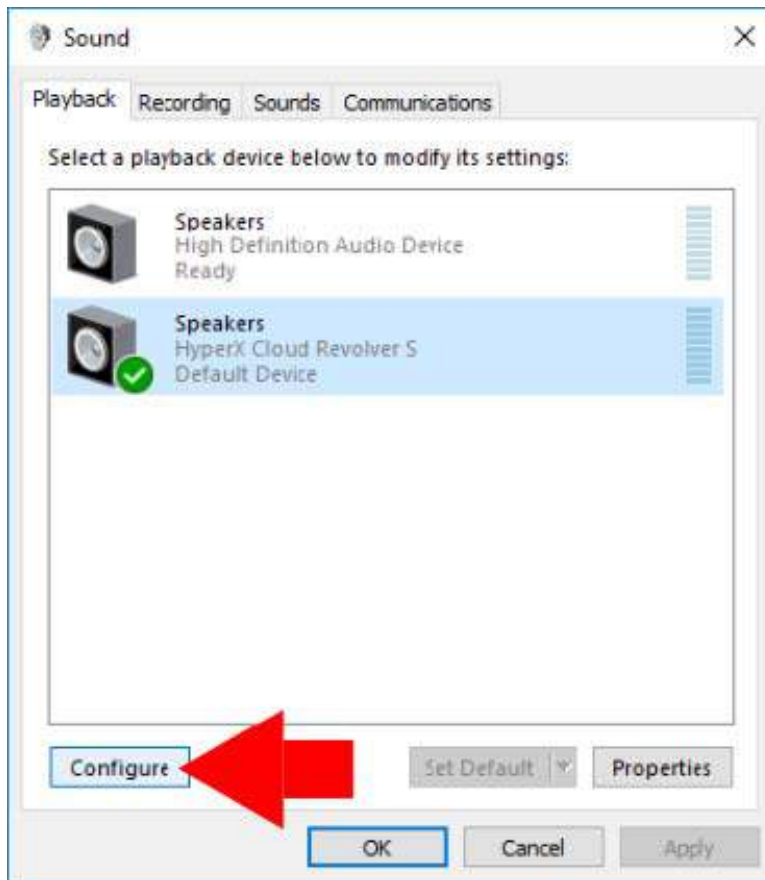 Sound
Playback Recording Sounds Communications
Select a playback device below to modify its settings:
Speakers
High Definition Audio Device
Ready
Speakers
HyperX Cloud Revolver S
Default Device
Configure Set Default Properties
OK Cancel Apply